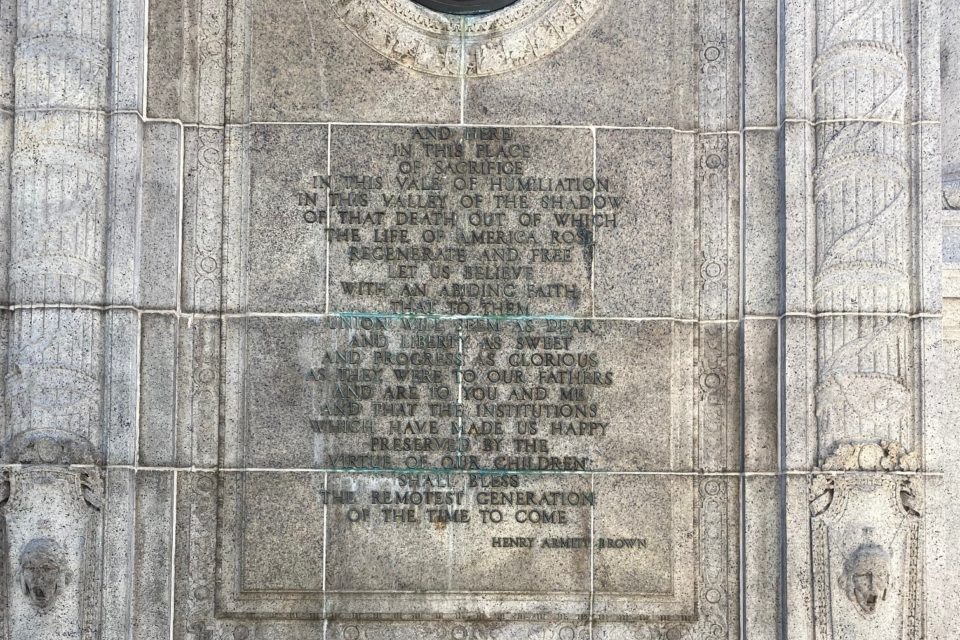 AND HERE
IN THIS PLACE
OF SACRIFICE
IN THIS VALE OF HUMILIATION
IN THIS VALLEY OF THE SHADOW
OF THAT DEATH OUT OF WHICH
THE LIFE OF AMERICA ROSE
REGENERATE AND FREE
LET US BELIEVE
WITH AN ABIDING FAITH
THAT TO THEM
UNION WILL SEEM AS DEAR
AND LIBERTY AS SWEET
AND PROGRESS AS GLORIOUS
AS THEY WERE TO OUR FATHERS
AND ARE TO YOU AND ME
AND THAT THE INSTITUTIONS
WHICH HAVE MADE US HAPPY
PRESERVED BY THE
VIRTUE OF OUR CHILDREN
SHALL BLESS
THE REMOTEST GENERATION
OF THE TIME TO COME
HENRY ARMITT BROWN